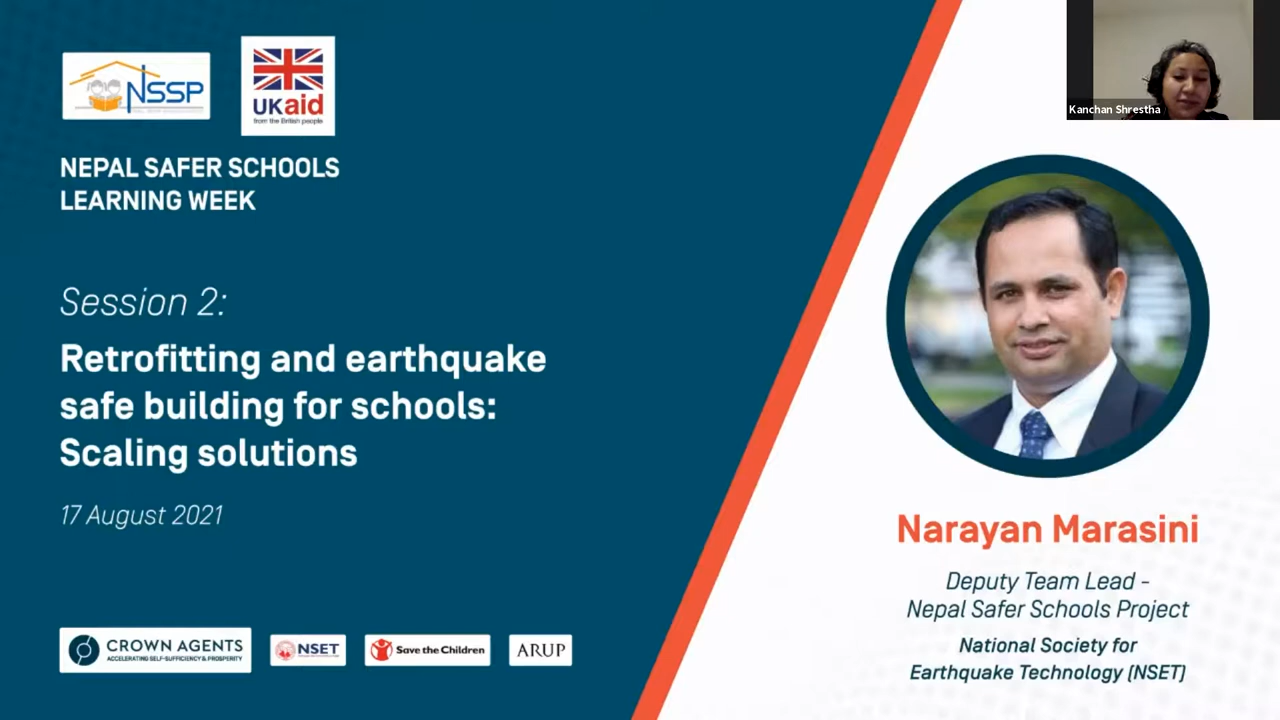 NSSP
UKaid
from the British people
NEPAL SAFER SCHOOLS
LEARNING WEEK
Session 2:
Retrofitting and earthquake
safe building for schools:
Scaling solutions
17 August 2021
CROWN AGENTS
ACCELERATING SELF-SUFFICIENCY & PROSPERITY
NSET
Save the Children
ARUP
Kanchan Shrestha
Narayan Marasini
Deputy Team Lead -
Nepal Safer Schools Project
National Society for
Earthquake Technology (NSET)